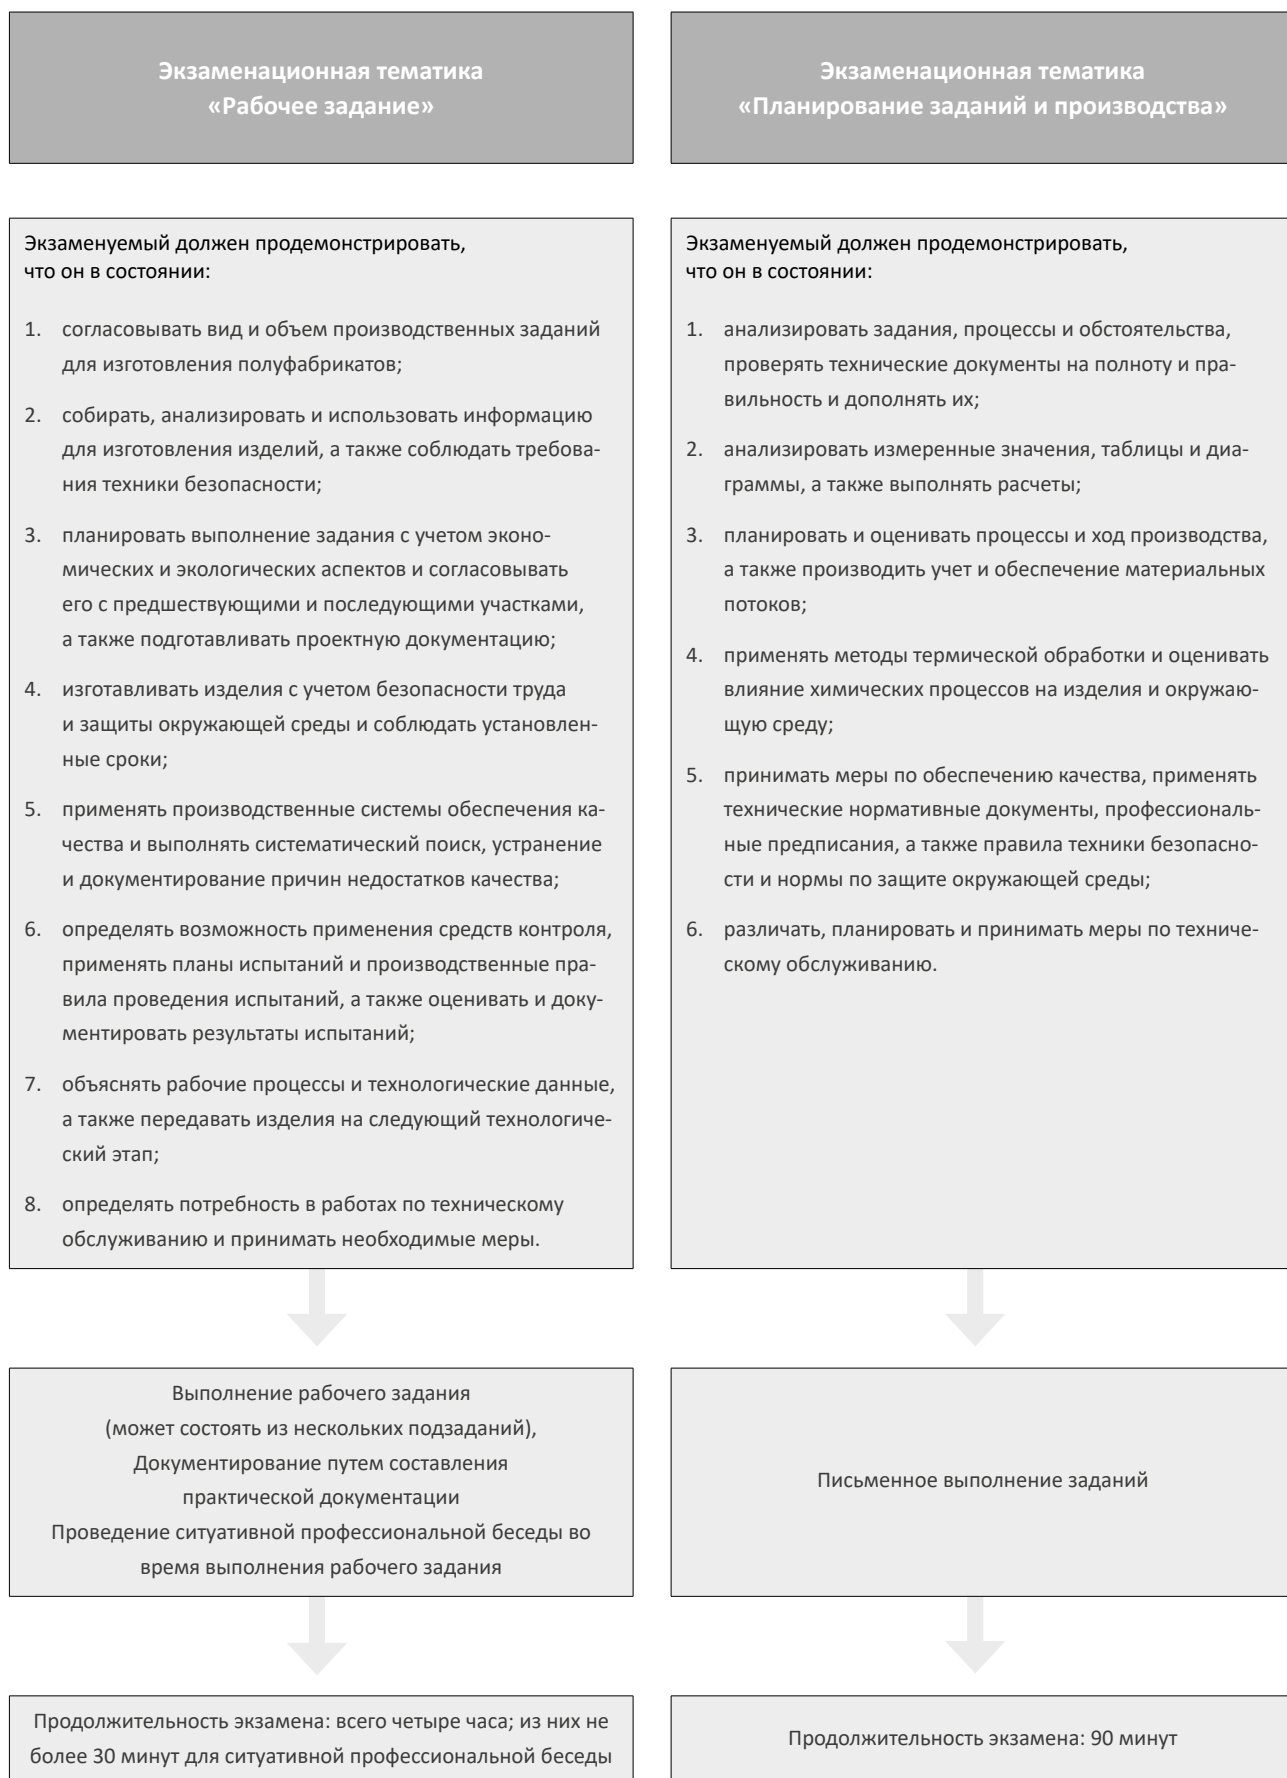 Экзаменационная тематика
«Рабочее задание»
Экзаменуемый должен продемонстрировать,
что он в состоянии:
1. согласовывать вид и объем производственных заданий
для изготовления полуфабрикатов;
2. собирать, анализировать и использовать информацию
для изготовления изделий, а также соблюдать требова-
ния техники безопасности;
3. планировать выполнение задания с учетом эконо-
мических и экологических аспектов и согласовывать
его с предшествующими и последующими участками,
а также подготавливать проектную документацию;
4. изготавливать изделия с учетом безопасности труда
и защиты окружающей среды и соблюдать установлен-
ные сроки;
5. применять производственные системы обеспечения ка-
чества и выполнять систематический поиск, устранение
и документирование причин недостатков качества;
6. определять возможность применения средств контроля,
применять планы испытаний и производственные пра-
вила проведения испытаний, а также оценивать и доку-
ментировать результаты испытаний;
7. объяснять рабочие процессы и технологические данные,
а также передавать изделия на следующий технологиче-
ский этап;
8. определять потребность в работах по техническому
обслуживанию и принимать необходимые меры.
Выполнение рабочего задания
(может состоять из нескольких подзаданий),
Документирование путем составления
практической документации
Проведение ситуативной профессиональной беседы во
время выполнения рабочего задания
Продолжительность экзамена: всего четыре часа; из них не
более 30 минут для ситуативной профессиональной беседы
Экзаменационная тематика
«Планирование заданий и производства»
Экзаменуемый должен продемонстрировать,
что он в состоянии:
1. анализировать задания, процессы и обстоятельства,
проверять технические документы на полноту и пра-
вильность и дополнять их;
2. анализировать измеренные значения, таблицы и диа-
граммы, а также выполнять расчеты;
3. планировать и оценивать процессы и ход производства,
а также производить учет и обеспечение материальных
потоков;
4. применять методы термической обработки и оценивать
влияние химических процессов на изделия и окружаю-
щую среду;
5. принимать меры по обеспечению качества, применять
технические нормативные документы, профессиональ-
ные предписания, а также правила техники безопасно-
сти и нормы по защите окружающей среды;
6. различать, планировать и принимать меры по техниче-
скому обслуживанию.
Письменное выполнение заданий
Продолжительность экзамена: 90 минут